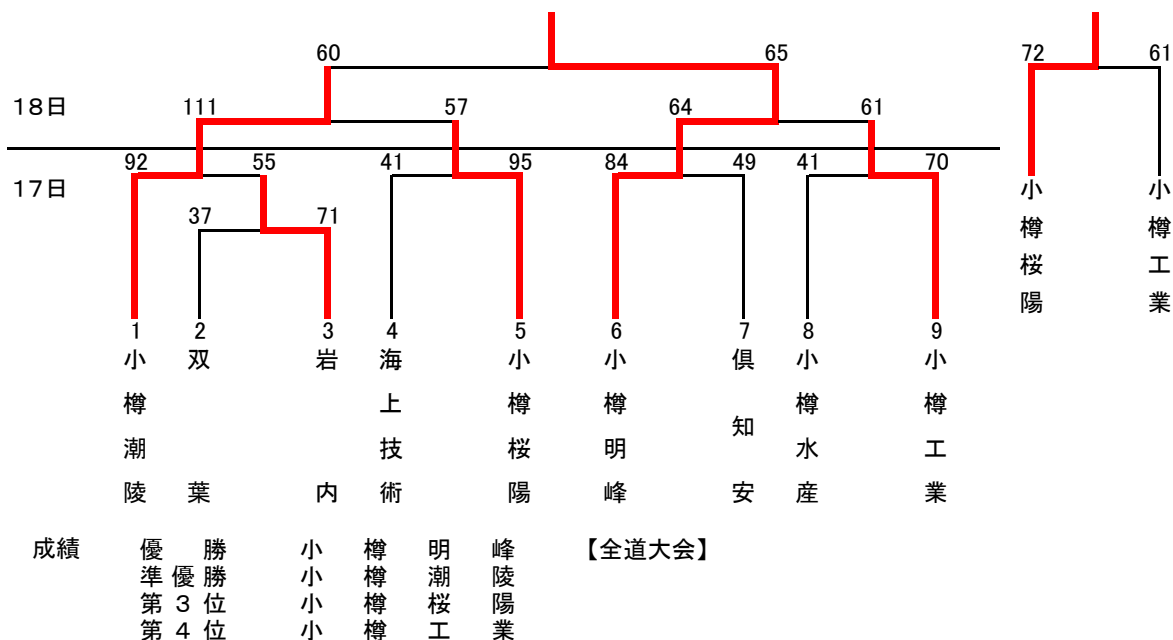 60 65 72 61
18日 111 57 64 61
92 55 41 95 84 49 41 70
17日
37 71
小樽桜陽
小樽工業
1 2 3 4 5 6 7 8 9
小樽潮陵
双葉
岩内
海上技術
小樽桜陽
小樽明峰
倶知安
小樽水産
小樽工業
成績 優勝 小樽明峰 【全道大会】
準優勝 小樽潮陵
第3位 小樽桜陽
第4位 小樽工業